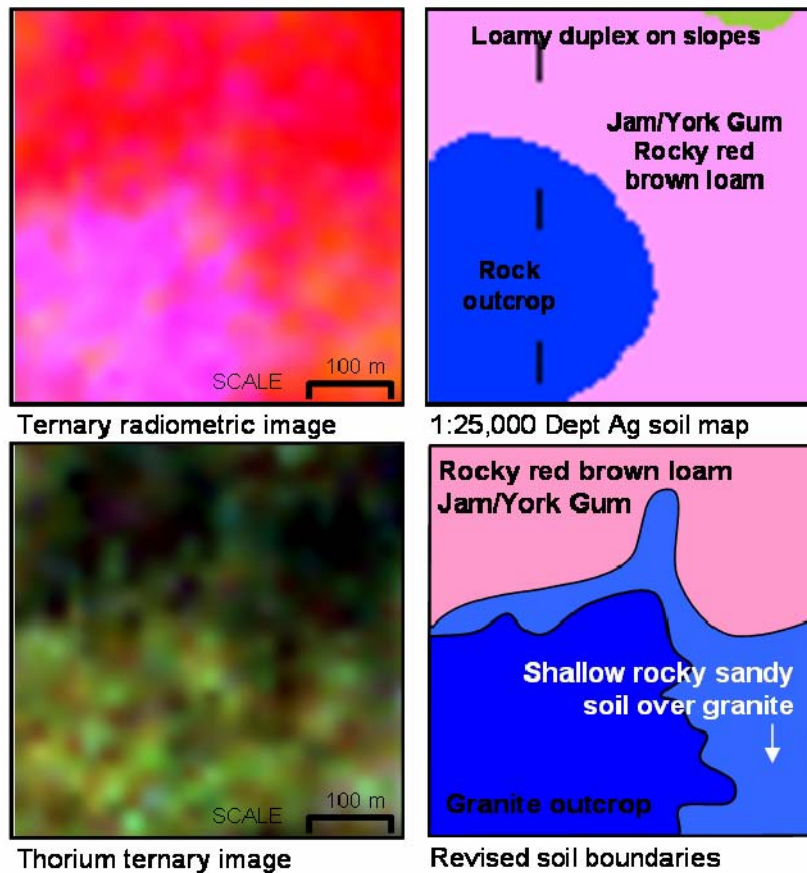 SCALE
100 m
Ternary radiometric image
Loamy duplex on slopes
Jam/York Gum
Rocky red
brown loam
Rock
outcrop
1:25,000 Dept Ag soil map
SCALE
100 m
Thorium ternary image
Rocky red brown loam
Jam/York Gum
Shallow rocky sandy
soil over granite
Granite outcrop
Revised soil boundaries